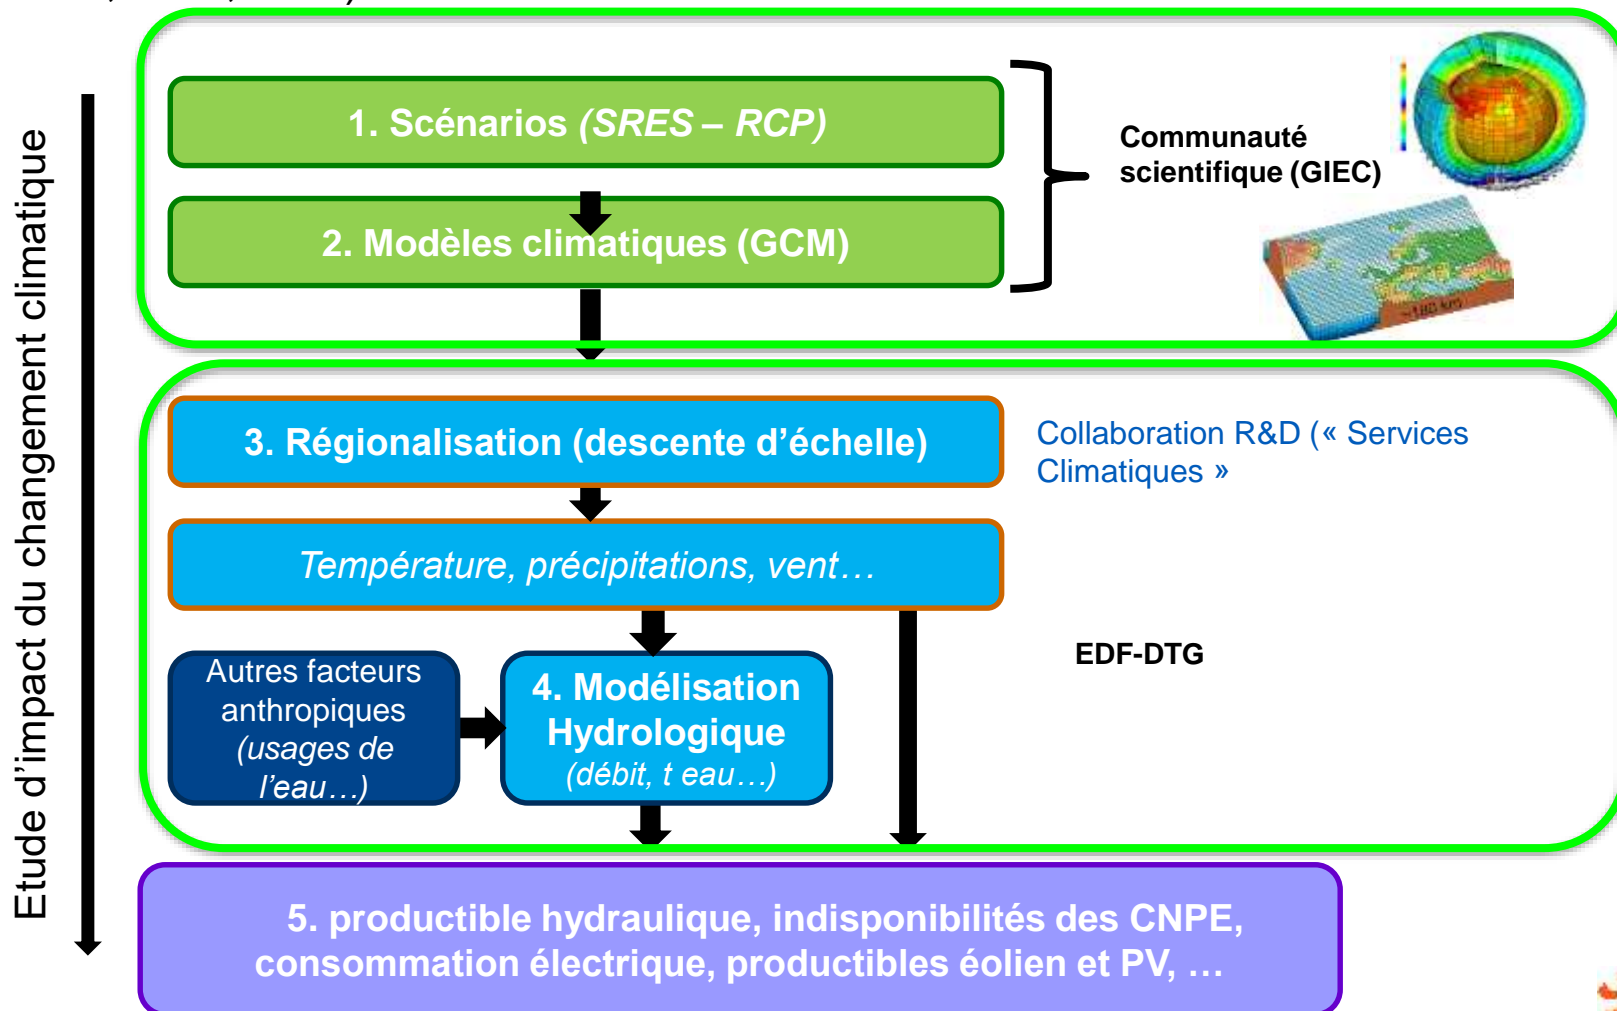 Etude d'impact du changement climatique
1. Scénarios (SRES – RCP)
2. Modèles climatiques (GCM)
Communauté
scientifique (GIEC)
~180 km
3. Régionalisation (descente d'échelle)
Collaboration R&D (« Services
Climatiques »
Température, précipitations, vent…
EDF-DTG
Autres facteurs
anthropiques
(usages de
l'eau…)
4. Modélisation
Hydrologique
(débit, t eau…)
5. productible hydraulique, indisponibilités des CNPE,
consommation électrique, productibles éolien et PV, …